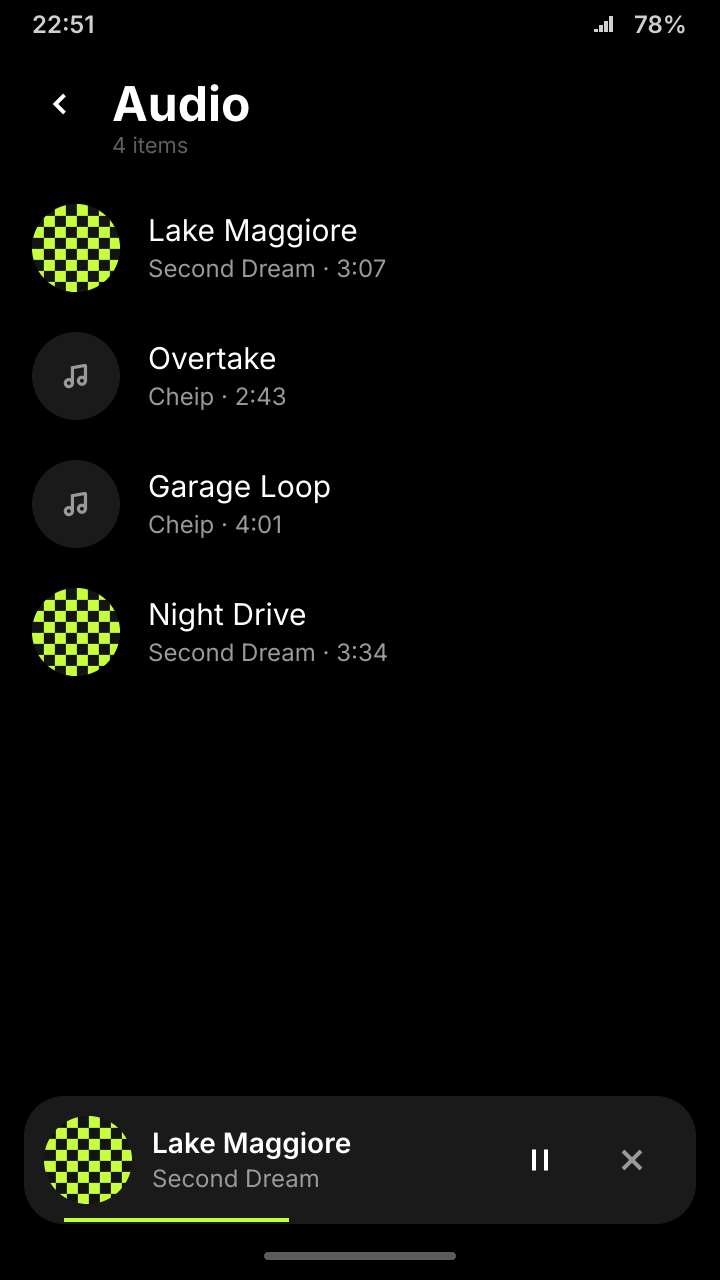 22:51 78%
Audio
4 items
Lake Maggiore
Second Dream · 3:07
Overtake
Cheip · 2:43
Garage Loop
Cheip · 4:01
Night Drive
Second Dream · 3:34
Lake Maggiore
Second Dream